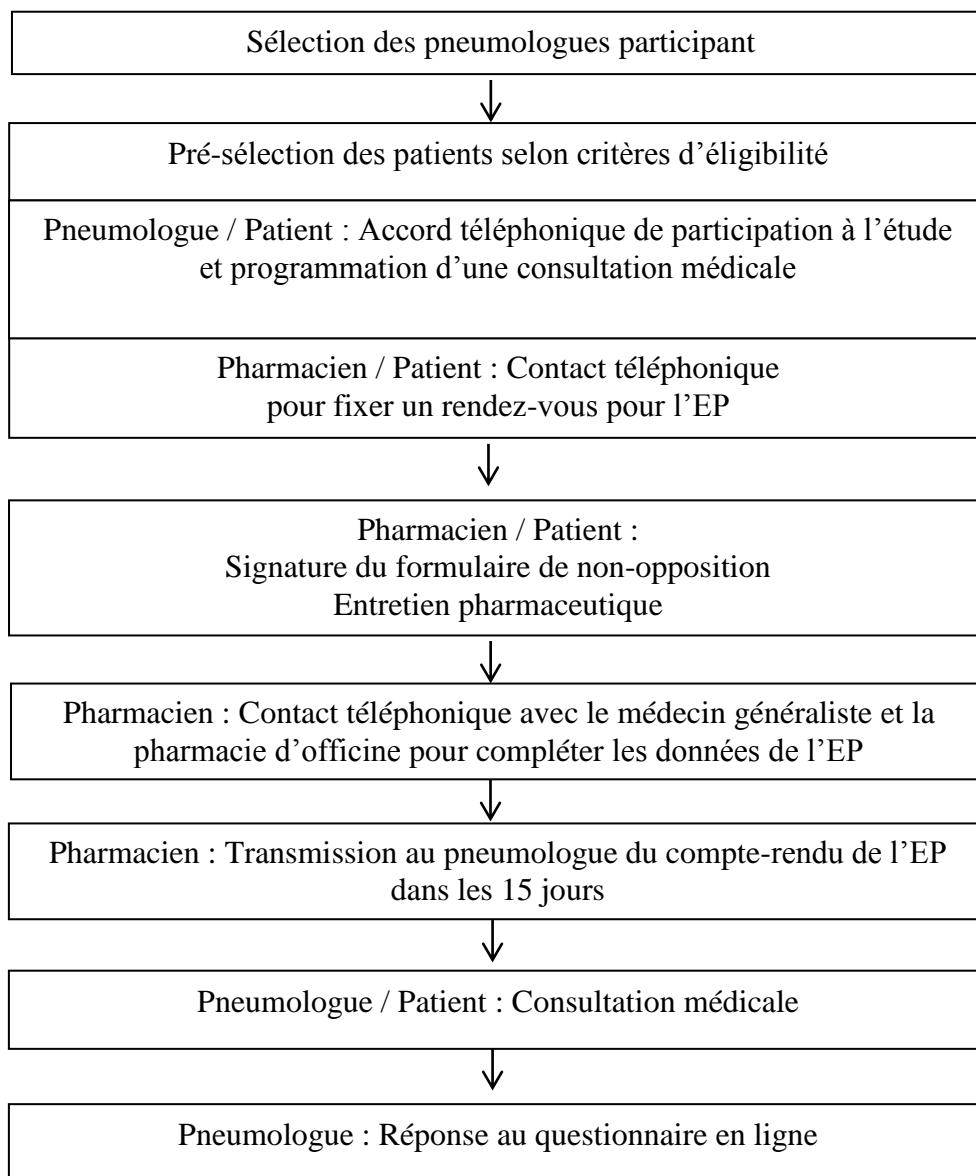 Sélection des pneumologues participant
Pré-sélection des patients selon critères d’éligibilité
Pneumologue / Patient : Accord téléphonique de participation à l’étude
et programmation d’une consultation médicale
Pharmacien / Patient : Contact téléphonique
pour fixer un rendez-vous pour l’EP
Pharmacien / Patient :
Signature du formulaire de non-opposition
Entretien pharmaceutique
Pharmacien : Contact téléphonique avec le médecin généraliste et la
pharmacie d’officine pour compléter les données de l’EP
Pharmacien : Transmission au pneumologue du compte-rendu de l’EP
dans les 15 jours
Pneumologue / Patient : Consultation médicale
Pneumologue : Réponse au questionnaire en ligne